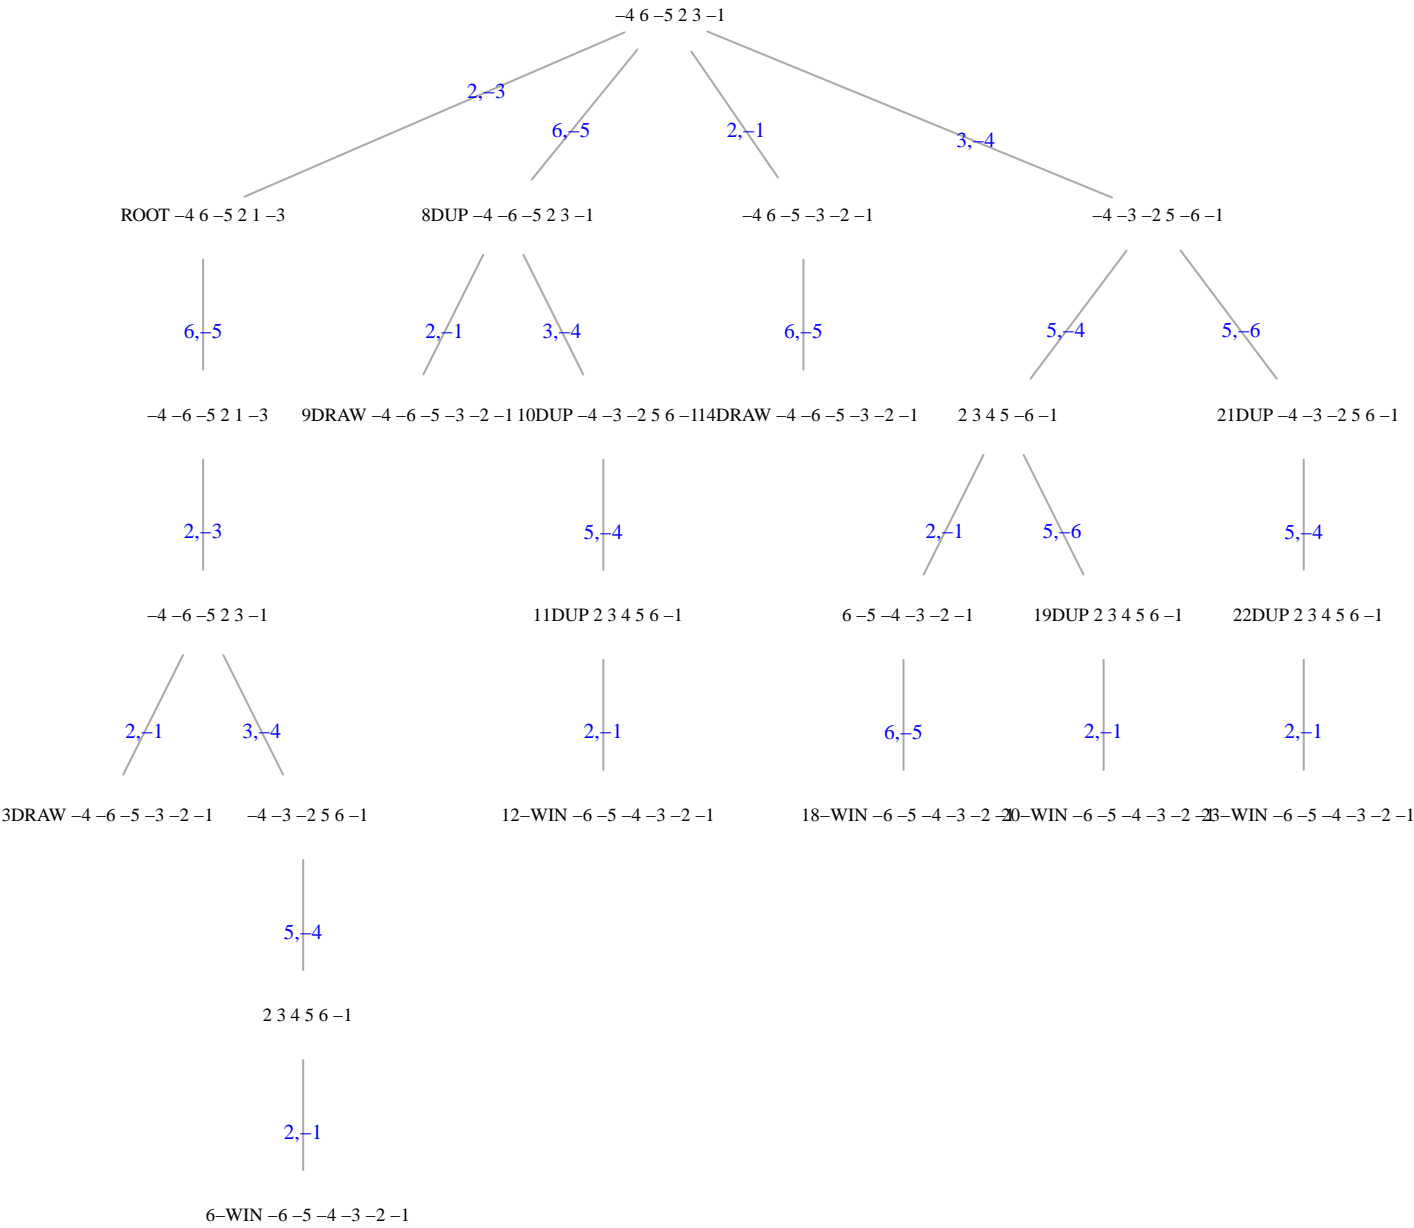 –4 6 –5 2 3 –1
2,–3
6,–5
2,–1
3,–4
ROOT –4 6 –5 2 1 –3
8DUP –4 –6 –5 2 3 –1
–4 6 –5 –3 –2 –1
–4 –3 –2 5 –6 –1
6,–5
2,–1
3,–4
6,–5
5,–4
5,–6
–4 –6 –5 2 1 –3
9DRAW –4 –6 –5 –3 –2 –1
10DUP –4 –3 –2 5 6 –1
14DRAW –4 –6 –5 –3 –2 –1
2 3 4 5 –6 –1
21DUP –4 –3 –2 5 6 –1
2,–3
5,–4
2,–1
5,–6
5,–4
–4 –6 –5 2 3 –1
11DUP 2 3 4 5 6 –1
6 –5 –4 –3 –2 –1
19DUP 2 3 4 5 6 –1
22DUP 2 3 4 5 6 –1
2,–1
3,–4
2,–1
6,–5
2,–1
2,–1
3DRAW –4 –6 –5 –3 –2 –1
–4 –3 –2 5 6 –1
12–WIN –6 –5 –4 –3 –2 –1
18–WIN –6 –5 –4 –3 –2 –1
20–WIN –6 –5 –4 –3 –2 –1
23–WIN –6 –5 –4 –3 –2 –1
5,–4
2 3 4 5 6 –1
2,–1
6–WIN –6 –5 –4 –3 –2 –1